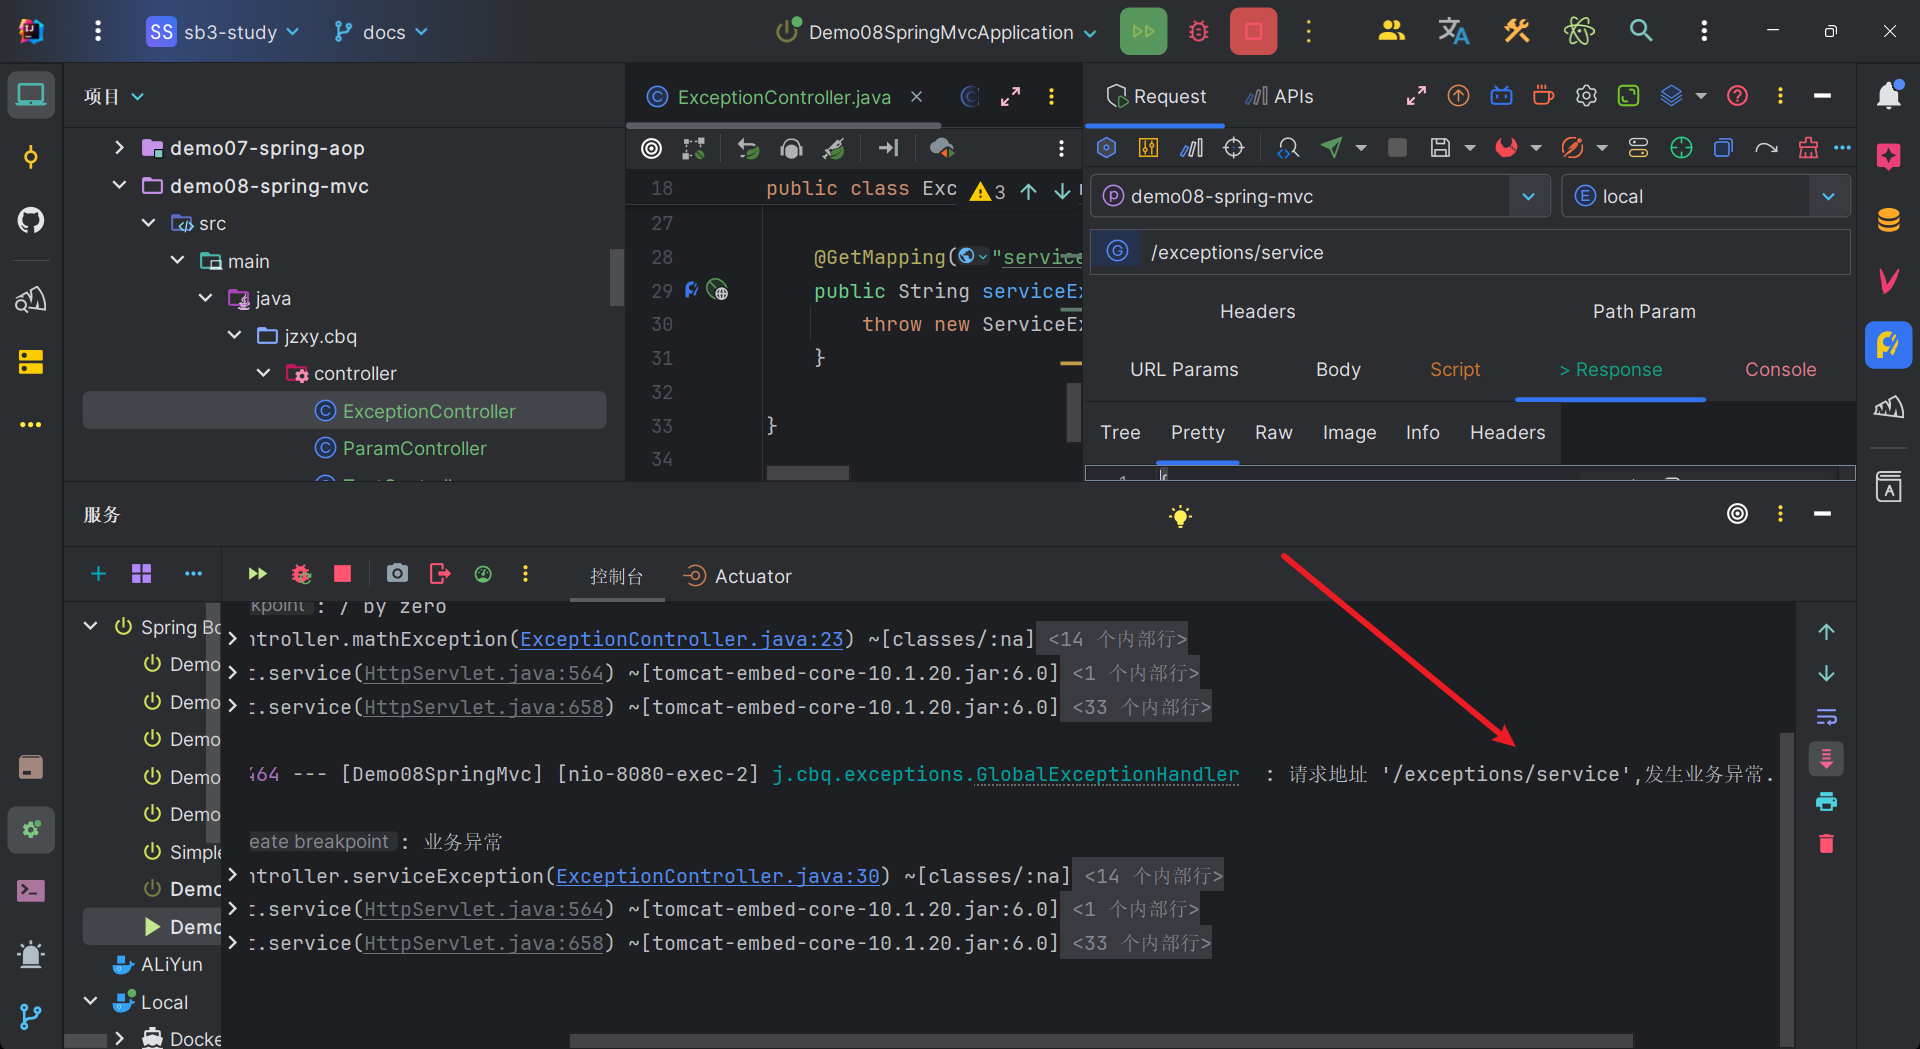 SS sb3-study
docs
Demo08SpringMvcApplication
项目
demo07-spring-aop
demo08-spring-mvc
src
main
java
jzxy.cbq
controller
ExceptionController
ParamController
ExceptionController.java
18 public class Exc
3
27
28 @GetMapping("service
29 public String serviceEx
30 throw new ServiceEx
31 }
32
33 }
34
Request
APIs
demo08-spring-mvc
local
/exceptions/service
Headers
Path Param
URL Params
Body
Script
> Response
Console
Tree
Pretty
Raw
Image
Info
Headers
服务
控制台
Actuator
Spring Bo
Demo
Demo
Demo
Demo
Demo
Simple
Demo
Demo
ALiYun
Local
Docke
kpoint : / by zero
ntroller.mathException(ExceptionController.java:23) ~[classes/:na] <14 个内部行>
t.service(HttpServlet.java:564) ~[tomcat-embed-core-10.1.20.jar:6.0] <1 个内部行>
t.service(HttpServlet.java:658) ~[tomcat-embed-core-10.1.20.jar:6.0] <33 个内部行>
464 --- [Demo08SpringMvc] [nio-8080-exec-2] j.cbq.exceptions.GlobalExceptionHandler : 请求地址 '/exceptions/service',发生业务异常.
eate breakpoint : 业务异常
ntroller.serviceException(ExceptionController.java:30) ~[classes/:na] <14 个内部行>
t.service(HttpServlet.java:564) ~[tomcat-embed-core-10.1.20.jar:6.0] <1 个内部行>
t.service(HttpServlet.java:658) ~[tomcat-embed-core-10.1.20.jar:6.0] <33 个内部行>